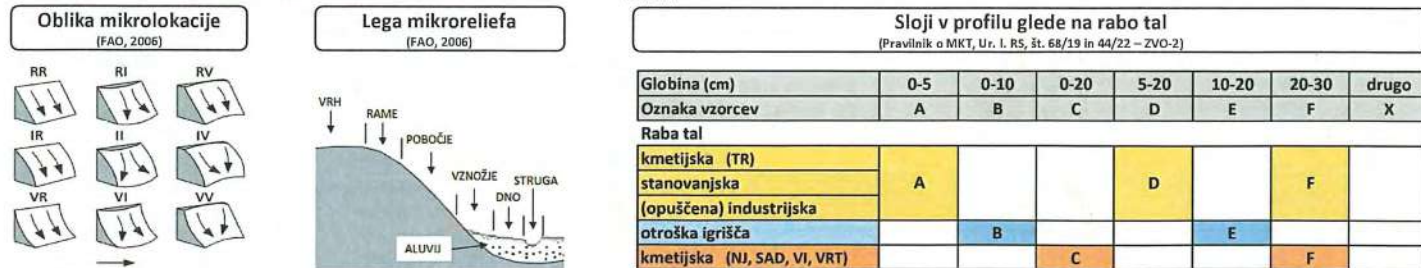 Oblika mikrolokacije
(FAO, 2006)
RR RI RV
IR II IV
VR VI VV
Lega mikroreliefa
(FAO, 2006)
VRH
RAME
POBOČJE
VZNOŽJE
STRUGA
DNO
ALUVIJ
Sloji v profilu glede na rabo tal
(Pravilnik o MKT, Ur. l. RS, št. 68/19 in 44/22 – ZVO-2)
Globina (cm) 0-5 0-10 0-20 5-20 10-20 20-30 drugo
Oznaka vzorcev A B C D E F X
Raba tal
kmetijska (TR)
stanovanjska A D F
(opuščena) industrijska
otroška igrišča B E
kmetijska (NJ, SAD, VI, VRT) C F